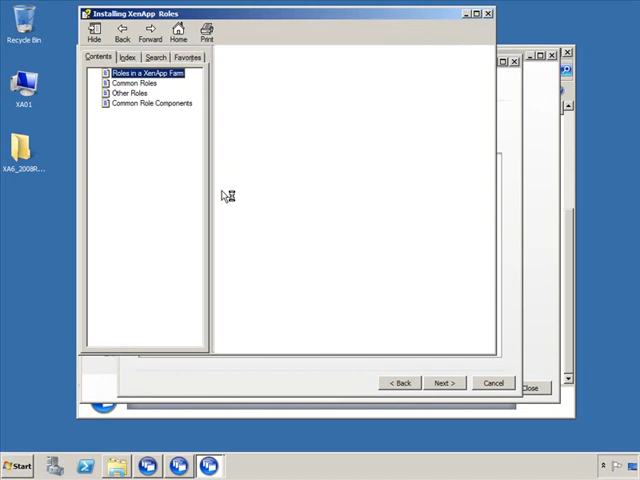 Installing XenApp Roles
Hide Back Forward Home Print
Contents Index Search Favorites
Roles in a XenApp Farm
Common Roles
Other Roles
Common Role Components
Recycle Bin
XA01
XA6_2008R...
< Back Next > Cancel
Close
Start